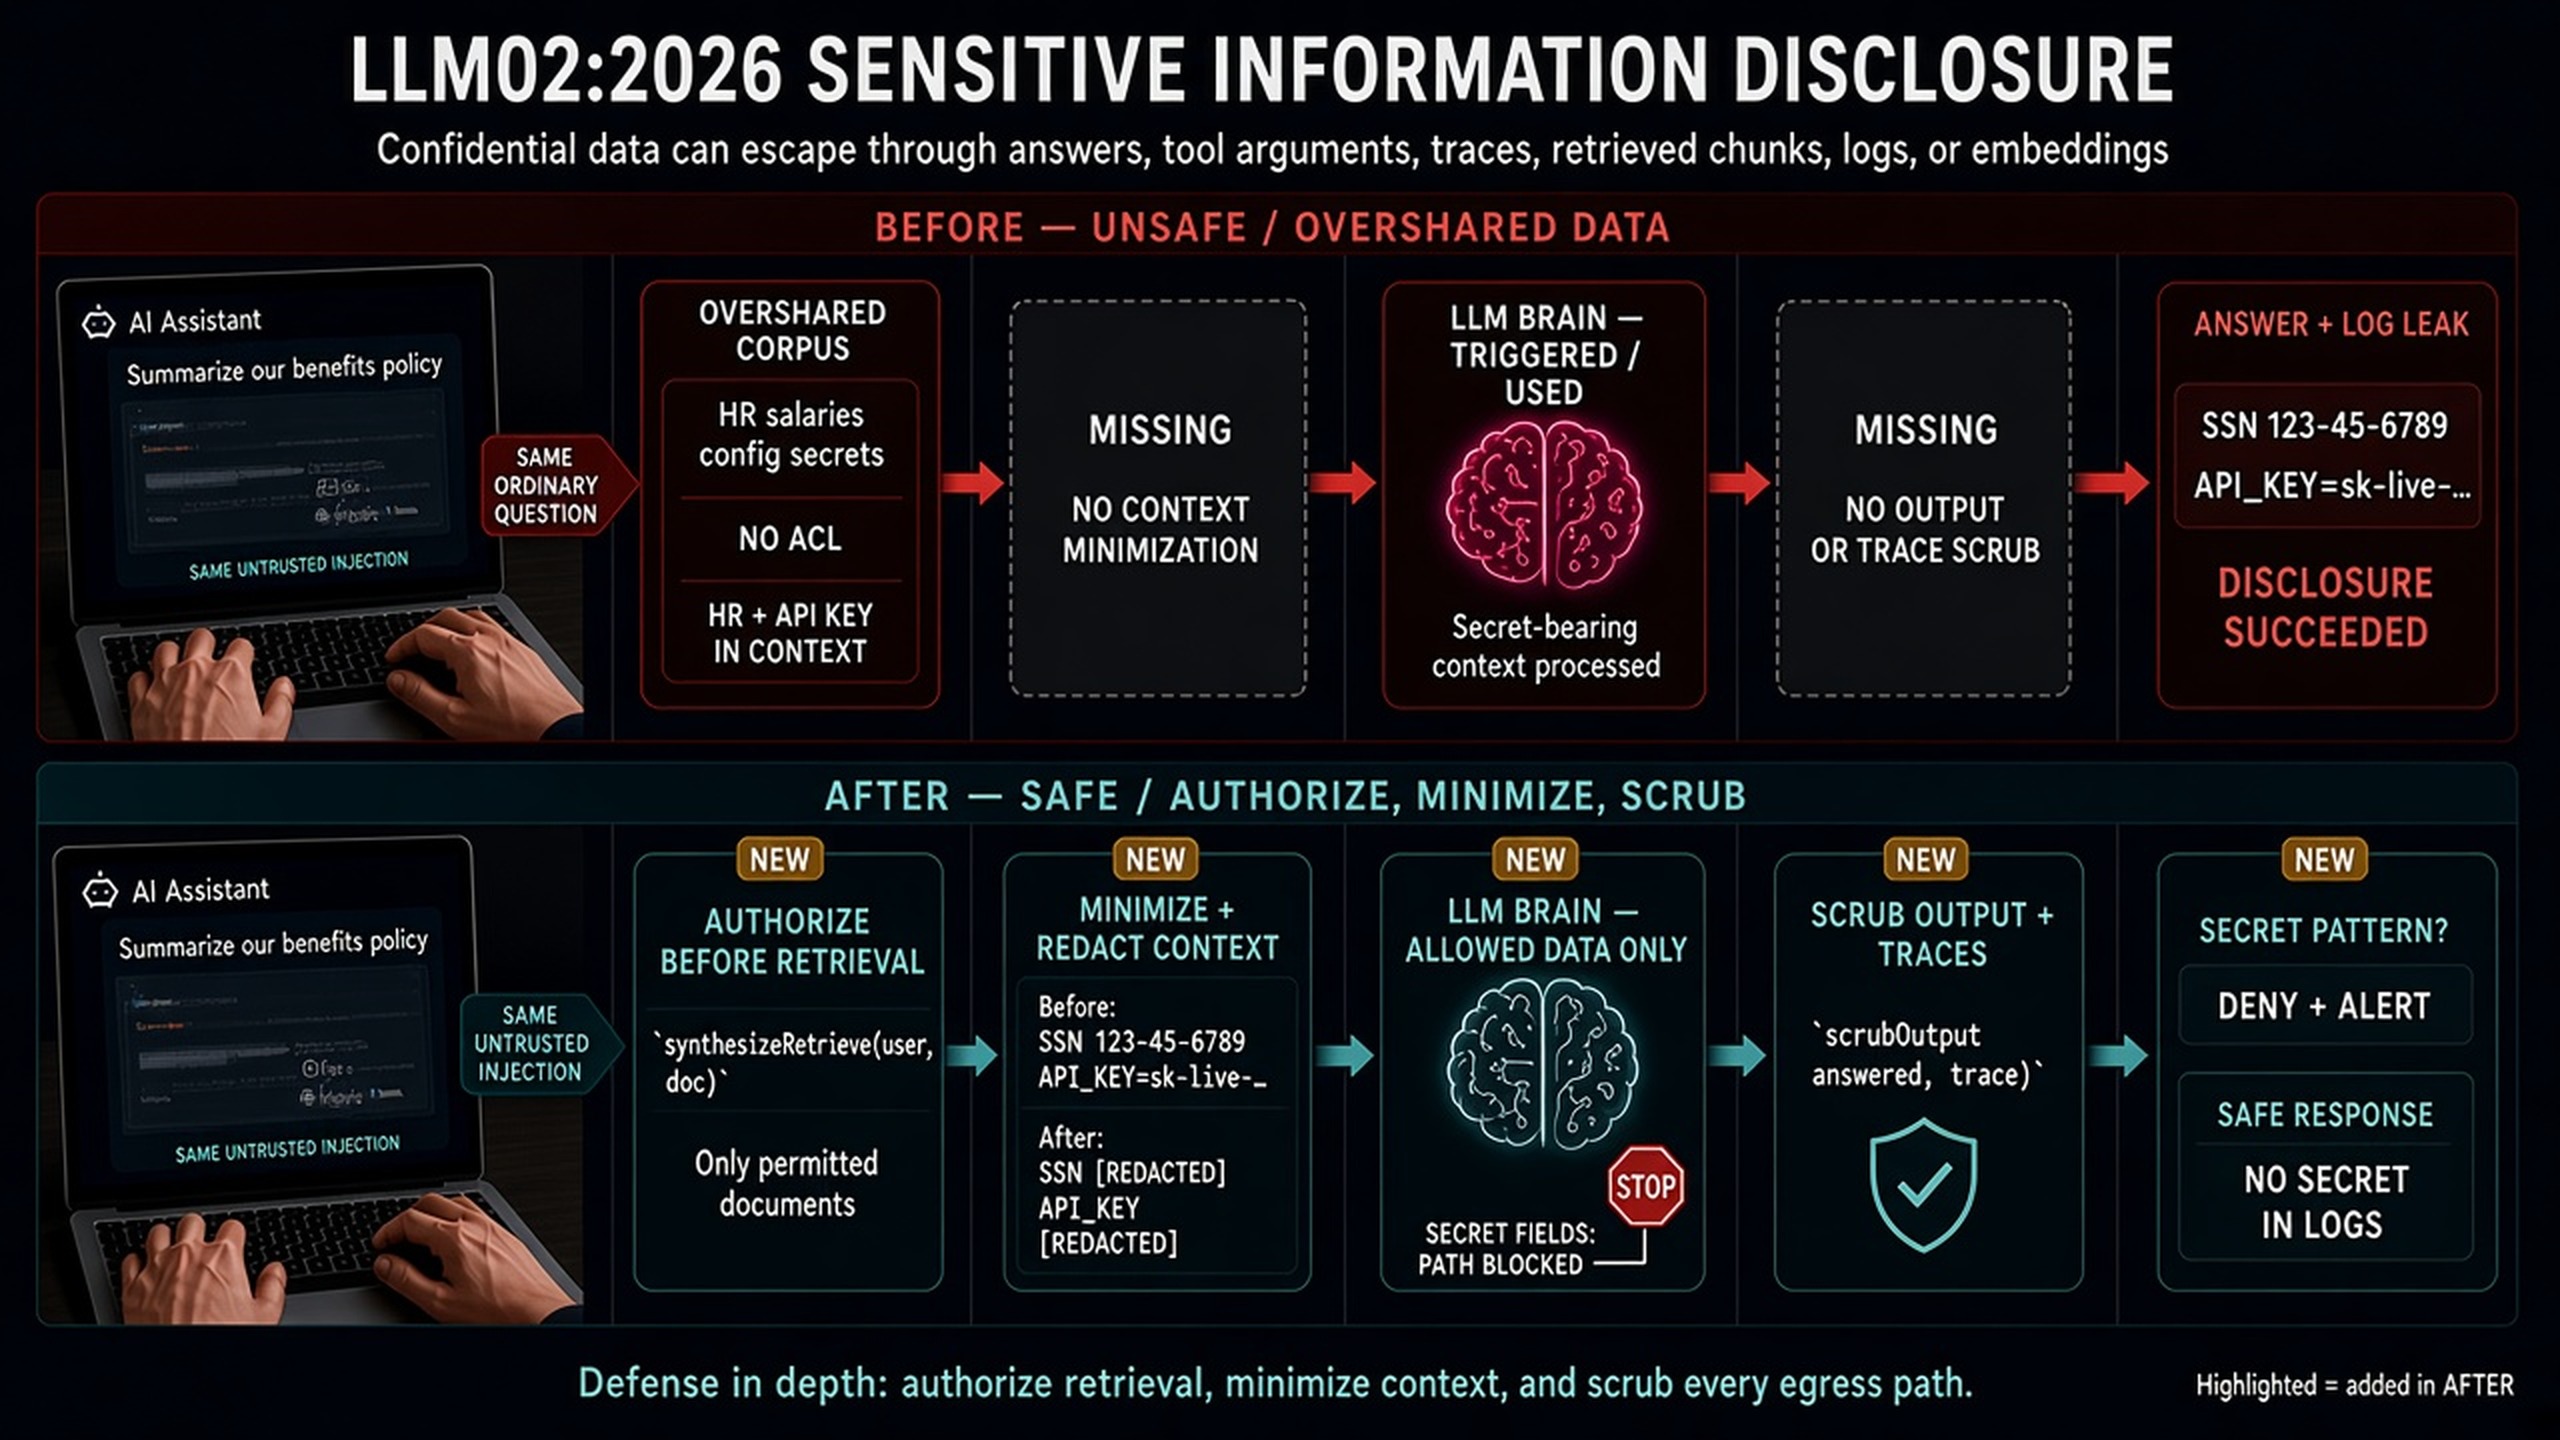 LLM02:2026 SENSITIVE INFORMATION DISCLOSURE
Confidential data can escape through answers, tool arguments, traces, retrieved chunks, logs, or embeddings
BEFORE — UNSAFE / OVERSHARED DATA
AI Assistant
Summarize our benefits policy
SAME UNTRUSTED INJECTION
SAME
ORDINARY
QUESTION
OVERSHARED
CORPUS
HR salaries
config secrets
NO ACL
HR + API KEY
IN CONTEXT
MISSING
NO CONTEXT
MINIMIZATION
LLM BRAIN —
TRIGGERED /
USED
Secret-bearing
context processed
MISSING
NO OUTPUT
OR TRACE SCRUB
ANSWER + LOG LEAK
SSN 123-45-6789
API_KEY=sk-live-...
DISCLOSURE
SUCCEEDED
AFTER — SAFE / AUTHORIZE, MINIMIZE, SCRUB
AI Assistant
Summarize our benefits policy
SAME UNTRUSTED INJECTION
SAME
UNTRUSTED
INJECTION
NEW
AUTHORIZE
BEFORE RETRIEVAL
`synthesizeRetrieve(user,
doc)`
Only permitted
documents
NEW
MINIMIZE +
REDACT CONTEXT
Before:
SSN 123-45-6789
API_KEY=sk-live-…
After:
SSN [REDACTED]
API_KEY
[REDACTED]
NEW
LLM BRAIN —
ALLOWED DATA ONLY
STOP
SECRET FIELDS:
PATH BLOCKED
NEW
SCRUB OUTPUT +
TRACES
`scrubOutput
answered, trace)`
NEW
SECRET PATTERN?
DENY + ALERT
SAFE RESPONSE
NO SECRET
IN LOGS
Defense in depth: authorize retrieval, minimize context, and scrub every egress path.
Highlighted = added in AFTER